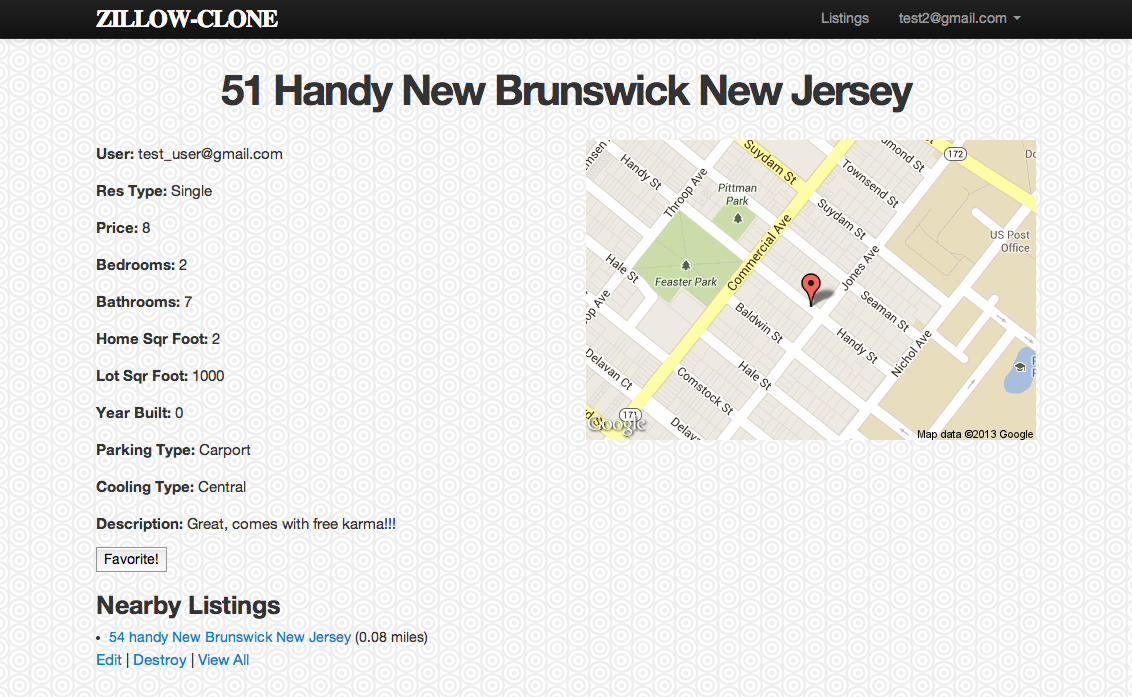 ZILLOW-CLONE
Listings
test2@gmail.com
51 Handy New Brunswick New Jersey
User: test_user@gmail.com
Res Type: Single
Price: 8
Bedrooms: 2
Bathrooms: 7
Home Sqr Foot: 2
Lot Sqr Foot: 1000
Year Built: 0
Parking Type: Carport
Cooling Type: Central
Description: Great, comes with free karma!!!
Favorite!
Nearby Listings
• 54 handy New Brunswick New Jersey (0.08 miles)
Edit | Destroy | View All
Handy St
Throop Ave
Pittman
Park
Suydam St
Townsend St
172
Suydam St
US Post
Office
Hale St
Feaster Park
Commercial Ave
Jones Ave
Seaman St
Baldwin St
Handy St
Nichol Ave
Delavan Ct
Comstock St
Hale St
171
Google
Map data ©2013 Google